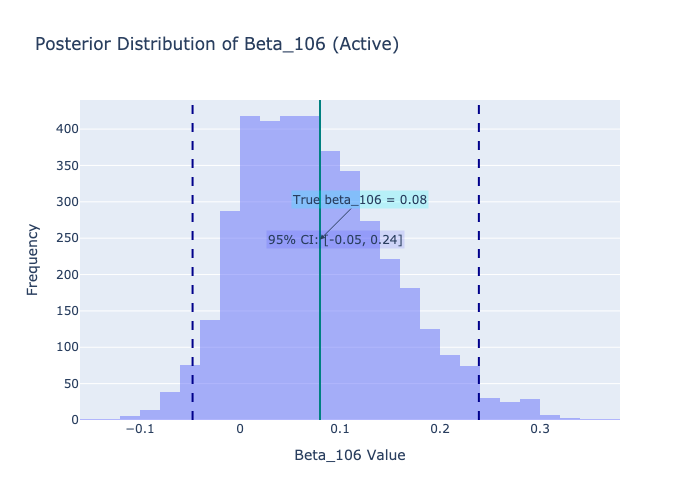 Posterior Distribution of Beta_106 (Active)
400
350
300
250
200
150
100
50
0
Frequency
True beta_106 = 0.08
95% CI: [-0.05, 0.24]
−0.1
0
0.1
0.2
0.3
Beta_106 Value